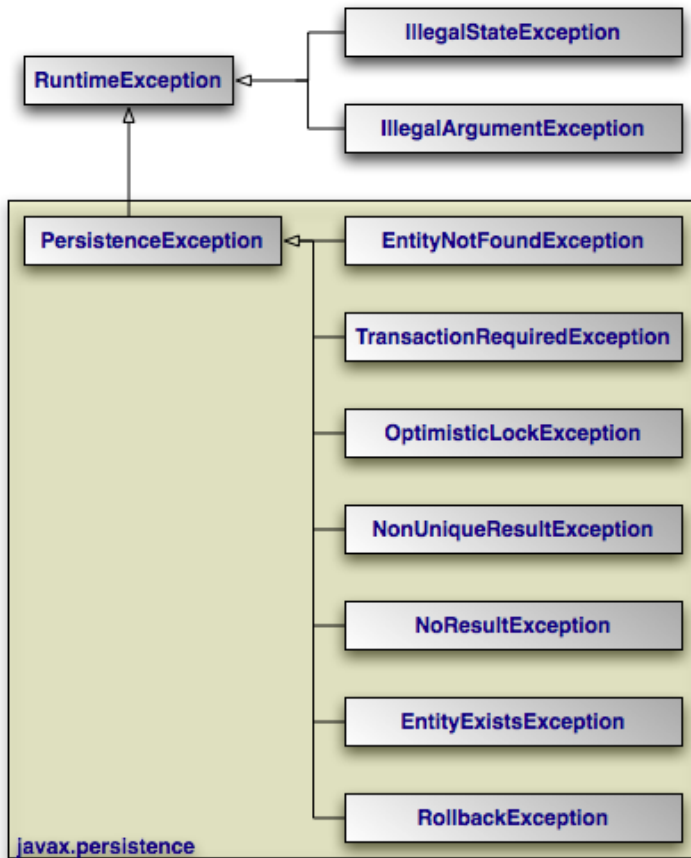 IllegalStateException
RuntimeException
IllegalArgumentException
PersistenceException
EntityNotFoundException
TransactionRequiredException
OptimisticLockException
NonUniqueResultException
NoResultException
EntityExistsException
RollbackException
javax.persistence